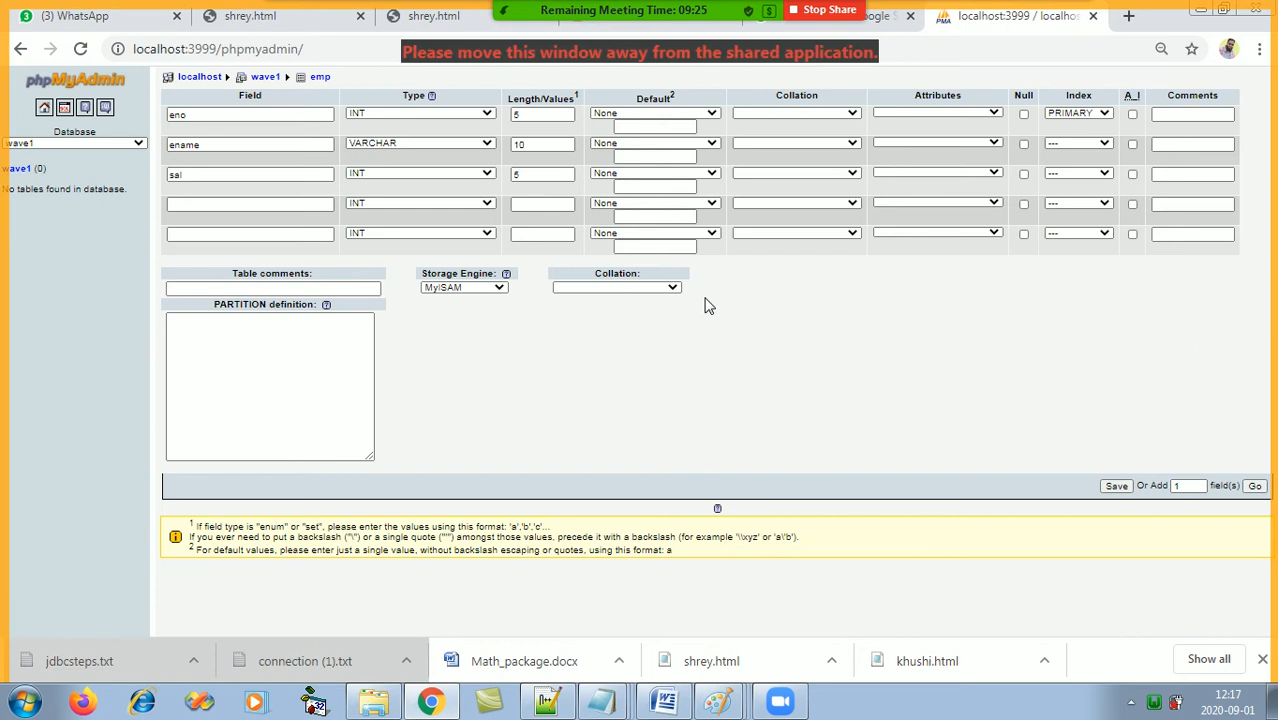 (3) WhatsApp
shrey.html
shrey.html
Remaining Meeting Time: 09:25
Stop Share
localhost:3999 / localhos
localhost:3999/phpmyadmin/
Please move this window away from the shared application.
phpMyAdmin
localhost
wave1
emp
Field
Type
Length/Values1
Default2
Collation
Attributes
Null
Index
A_I
Comments
eno
INT
5
None
PRIMARY
ename
VARCHAR
10
None
---
sal
INT
5
None
---
INT
None
---
INT
None
---
Database
wave1
wave1 (0)
No tables found in database.
Table comments:
Storage Engine:
Collation:
MyISAM
PARTITION definition:
Save
Or Add
1
field(s)
Go
1 If field type is "enum" or "set", please enter the values using this format: 'a','b','c'...
If you ever need to put a backslash ("\") or a single quote ("'") amongst those values, precede it with a backslash (for example '\\xyz' or 'a\'b').
2 For default values, please enter just a single value, without backslash escaping or quotes, using this format: a
jdbcsteps.txt
connection (1).txt
Math_package.docx
shrey.html
khushi.html
Show all
12:17
2020-09-01